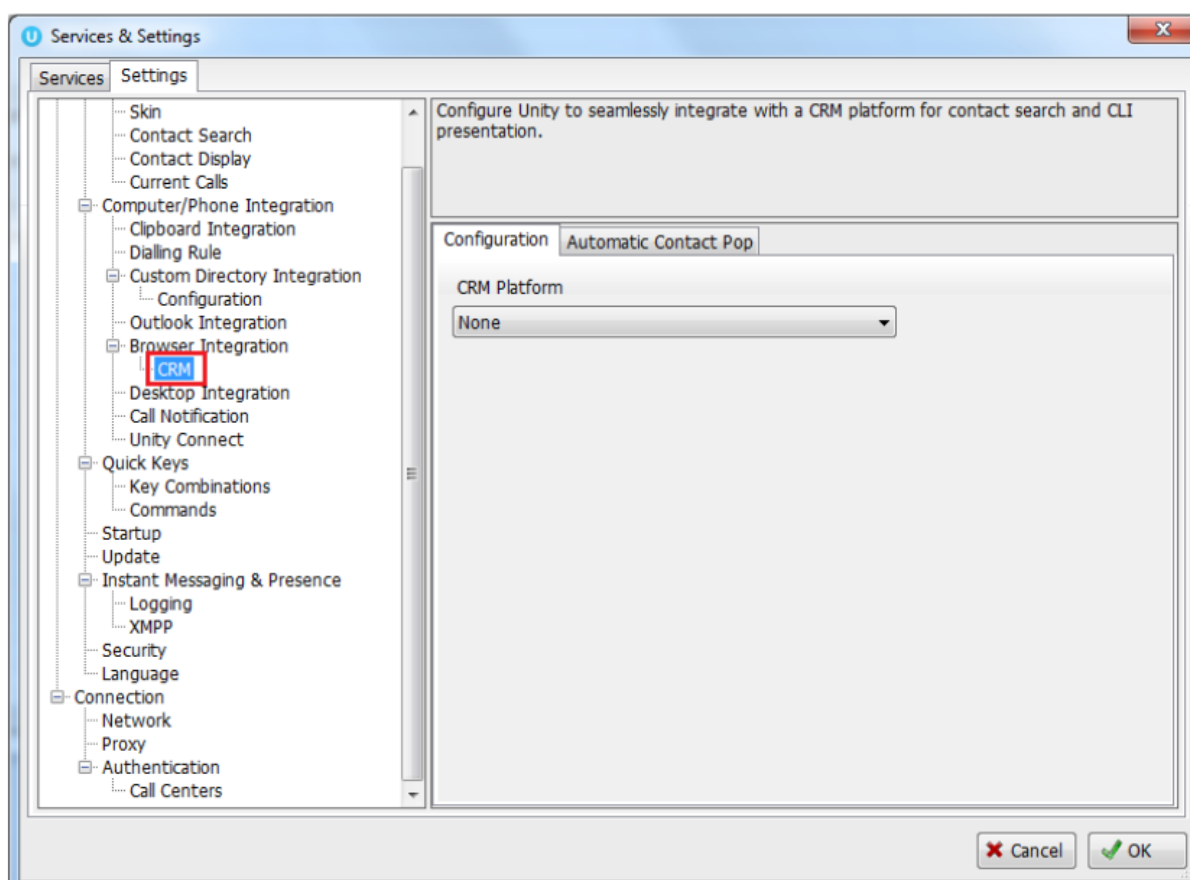 Services & Settings
Services
Settings
Skin
Contact Search
Contact Display
Current Calls
Computer/Phone Integration
Clipboard Integration
Dialling Rule
Custom Directory Integration
Configuration
Outlook Integration
Browser Integration
CRM
Desktop Integration
Call Notification
Unity Connect
Quick Keys
Key Combinations
Commands
Startup
Update
Instant Messaging & Presence
Logging
XMPP
Security
Language
Connection
Network
Proxy
Authentication
Call Centers
Configure Unity to seamlessly integrate with a CRM platform for contact search and CLI
presentation.
Configuration
Automatic Contact Pop
CRM Platform
None
Cancel
OK